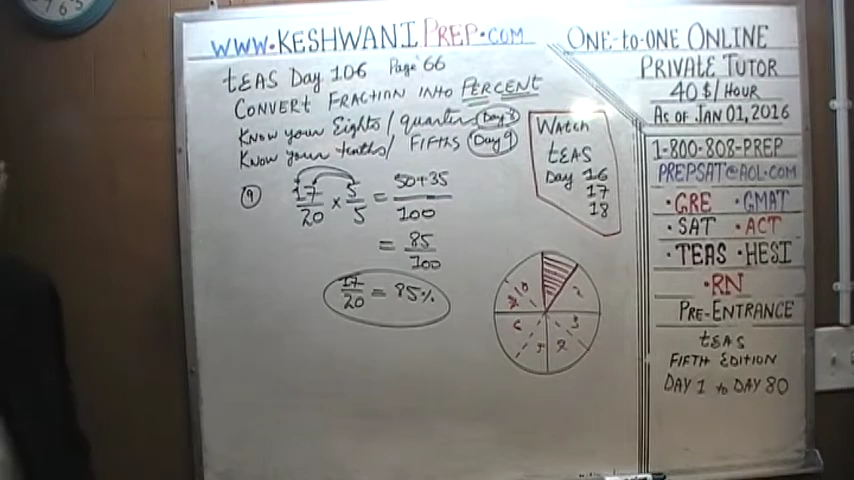 WWW.KESHWANIPREP.COM
tEAS Day 106 Page 66
CONVERT FRACTION INTO PERCENT
KNOW your Eights/ quarters Day 8
KNOW your tenths/ FIFTHS Day 9
9 17/20 × 5/5 = 50+35/100
= 85/100
17/20 = 85%
WATCH
tEAS
DAY 16
17
18
2
3
5
6
ONE-to-ONE ONLINE
PRIVATE TUTOR
40 $/HOUR
AS OF JAN 01, 2016
1-800-808-PREP
PREPSAT@AOL.COM
•GRE •GMAT
•SAT •ACT
•TEAS •HESI
•RN
PRE-ENTRANCE
tEAS
FIFTH EDITION
DAY 1 to DAY 80